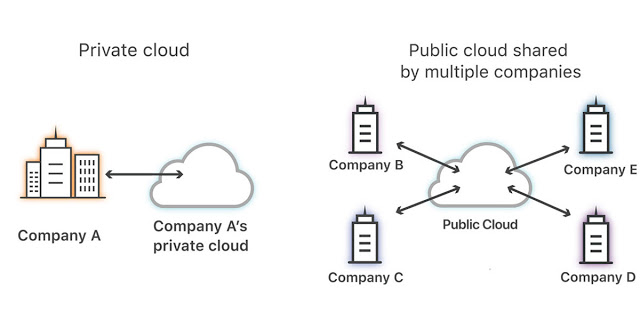 Private cloud
Company A
Company A's
private cloud
Public cloud shared
by multiple companies
Company B
Company E
Public Cloud
Company C
Company D